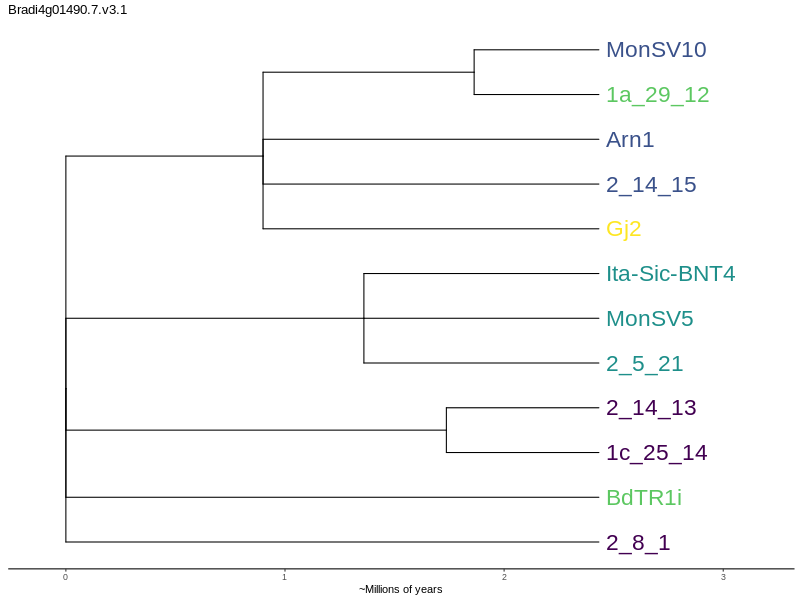 Bradi4g01490.7.v3.1
MonSV10
1a_29_12
Arn1
2_14_15
Gj2
Ita-Sic-BNT4
MonSV5
2_5_21
2_14_13
1c_25_14
BdTR1i
2_8_1
0 1 2 3
~Millions of years